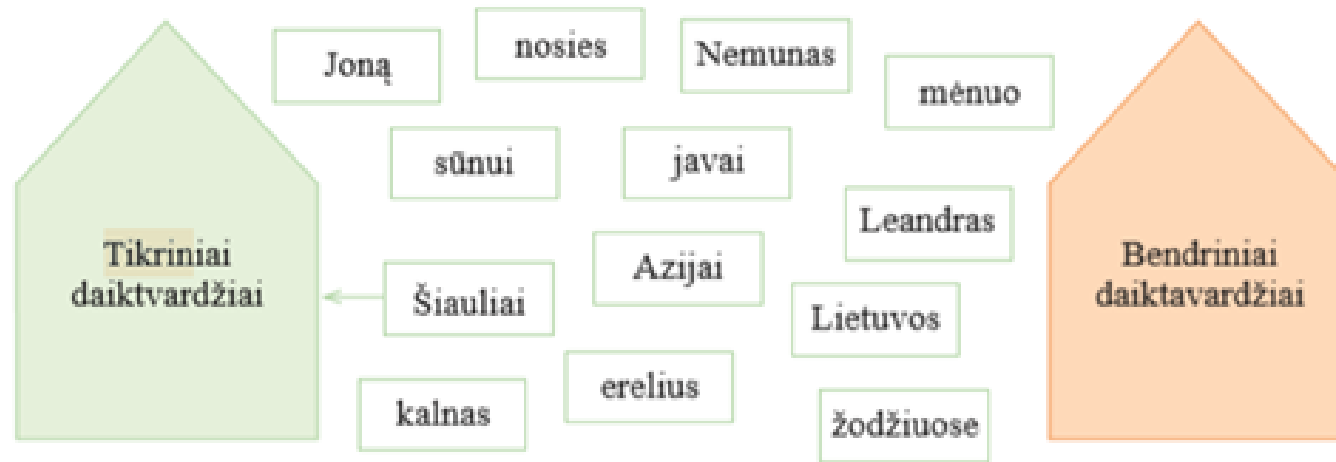 Joną
nosies
Nemunas
mėnuo
sūnui
javai
Leandras
Tikriniai
daiktvardžiai
Azijai
Bendriniai
daiktavardžiai
Šiauliai
Lietuvos
erelius
kalnas
žodžiuose